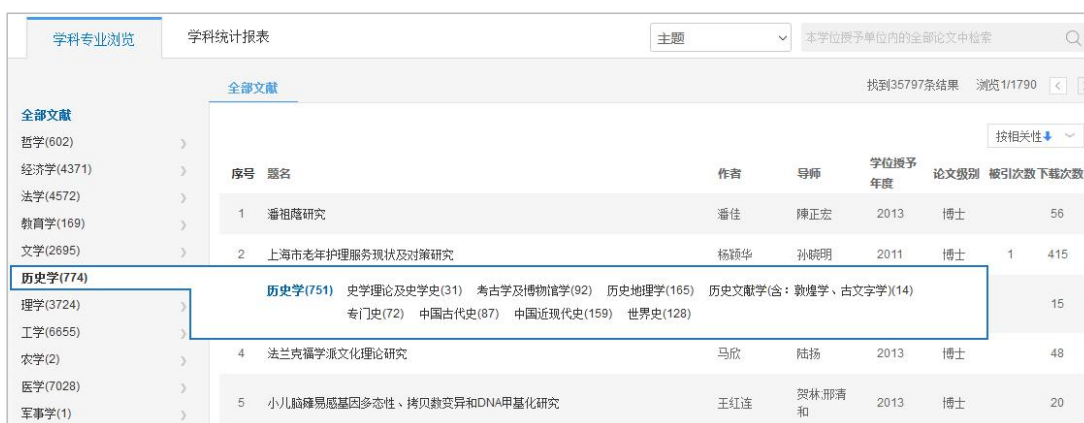 学科专业浏览 学科统计报表 主题 本学位授予单位内的全部论文中检索
全部文献 找到35797条结果 浏览1/1790
全部文献
哲学(602)
经济学(4371)
法学(4572)
教育学(169)
文学(2695)
历史学(774)
理学(3724)
工学(6655)
农学(2)
医学(7028)
军事学(1)
按相关性
序号 题名 作者 导师 学位授予年度 论文级别 被引次数 下载次数
1 潘祖蔭研究 潘佳 陳正宏 2013 博士 56
2 上海市老年护理服务现状及对策研究 杨颖华 孙晓明 2011 博士 1 415
历史学(751) 史学理论及史学史(31) 考古学及博物馆学(92) 历史地理学(165) 历史文献学(含：敦煌学、古文字学)(14)
专门史(72) 中国古代史(87) 中国近现代史(159) 世界史(128)
15
4 法兰克福学派文化理论研究 马欣 陆扬 2013 博士 48
5 小儿脑瘫易感基因多态性、拷贝数变异和DNA甲基化研究 王红连 贺林;邢清和 2013 博士 20